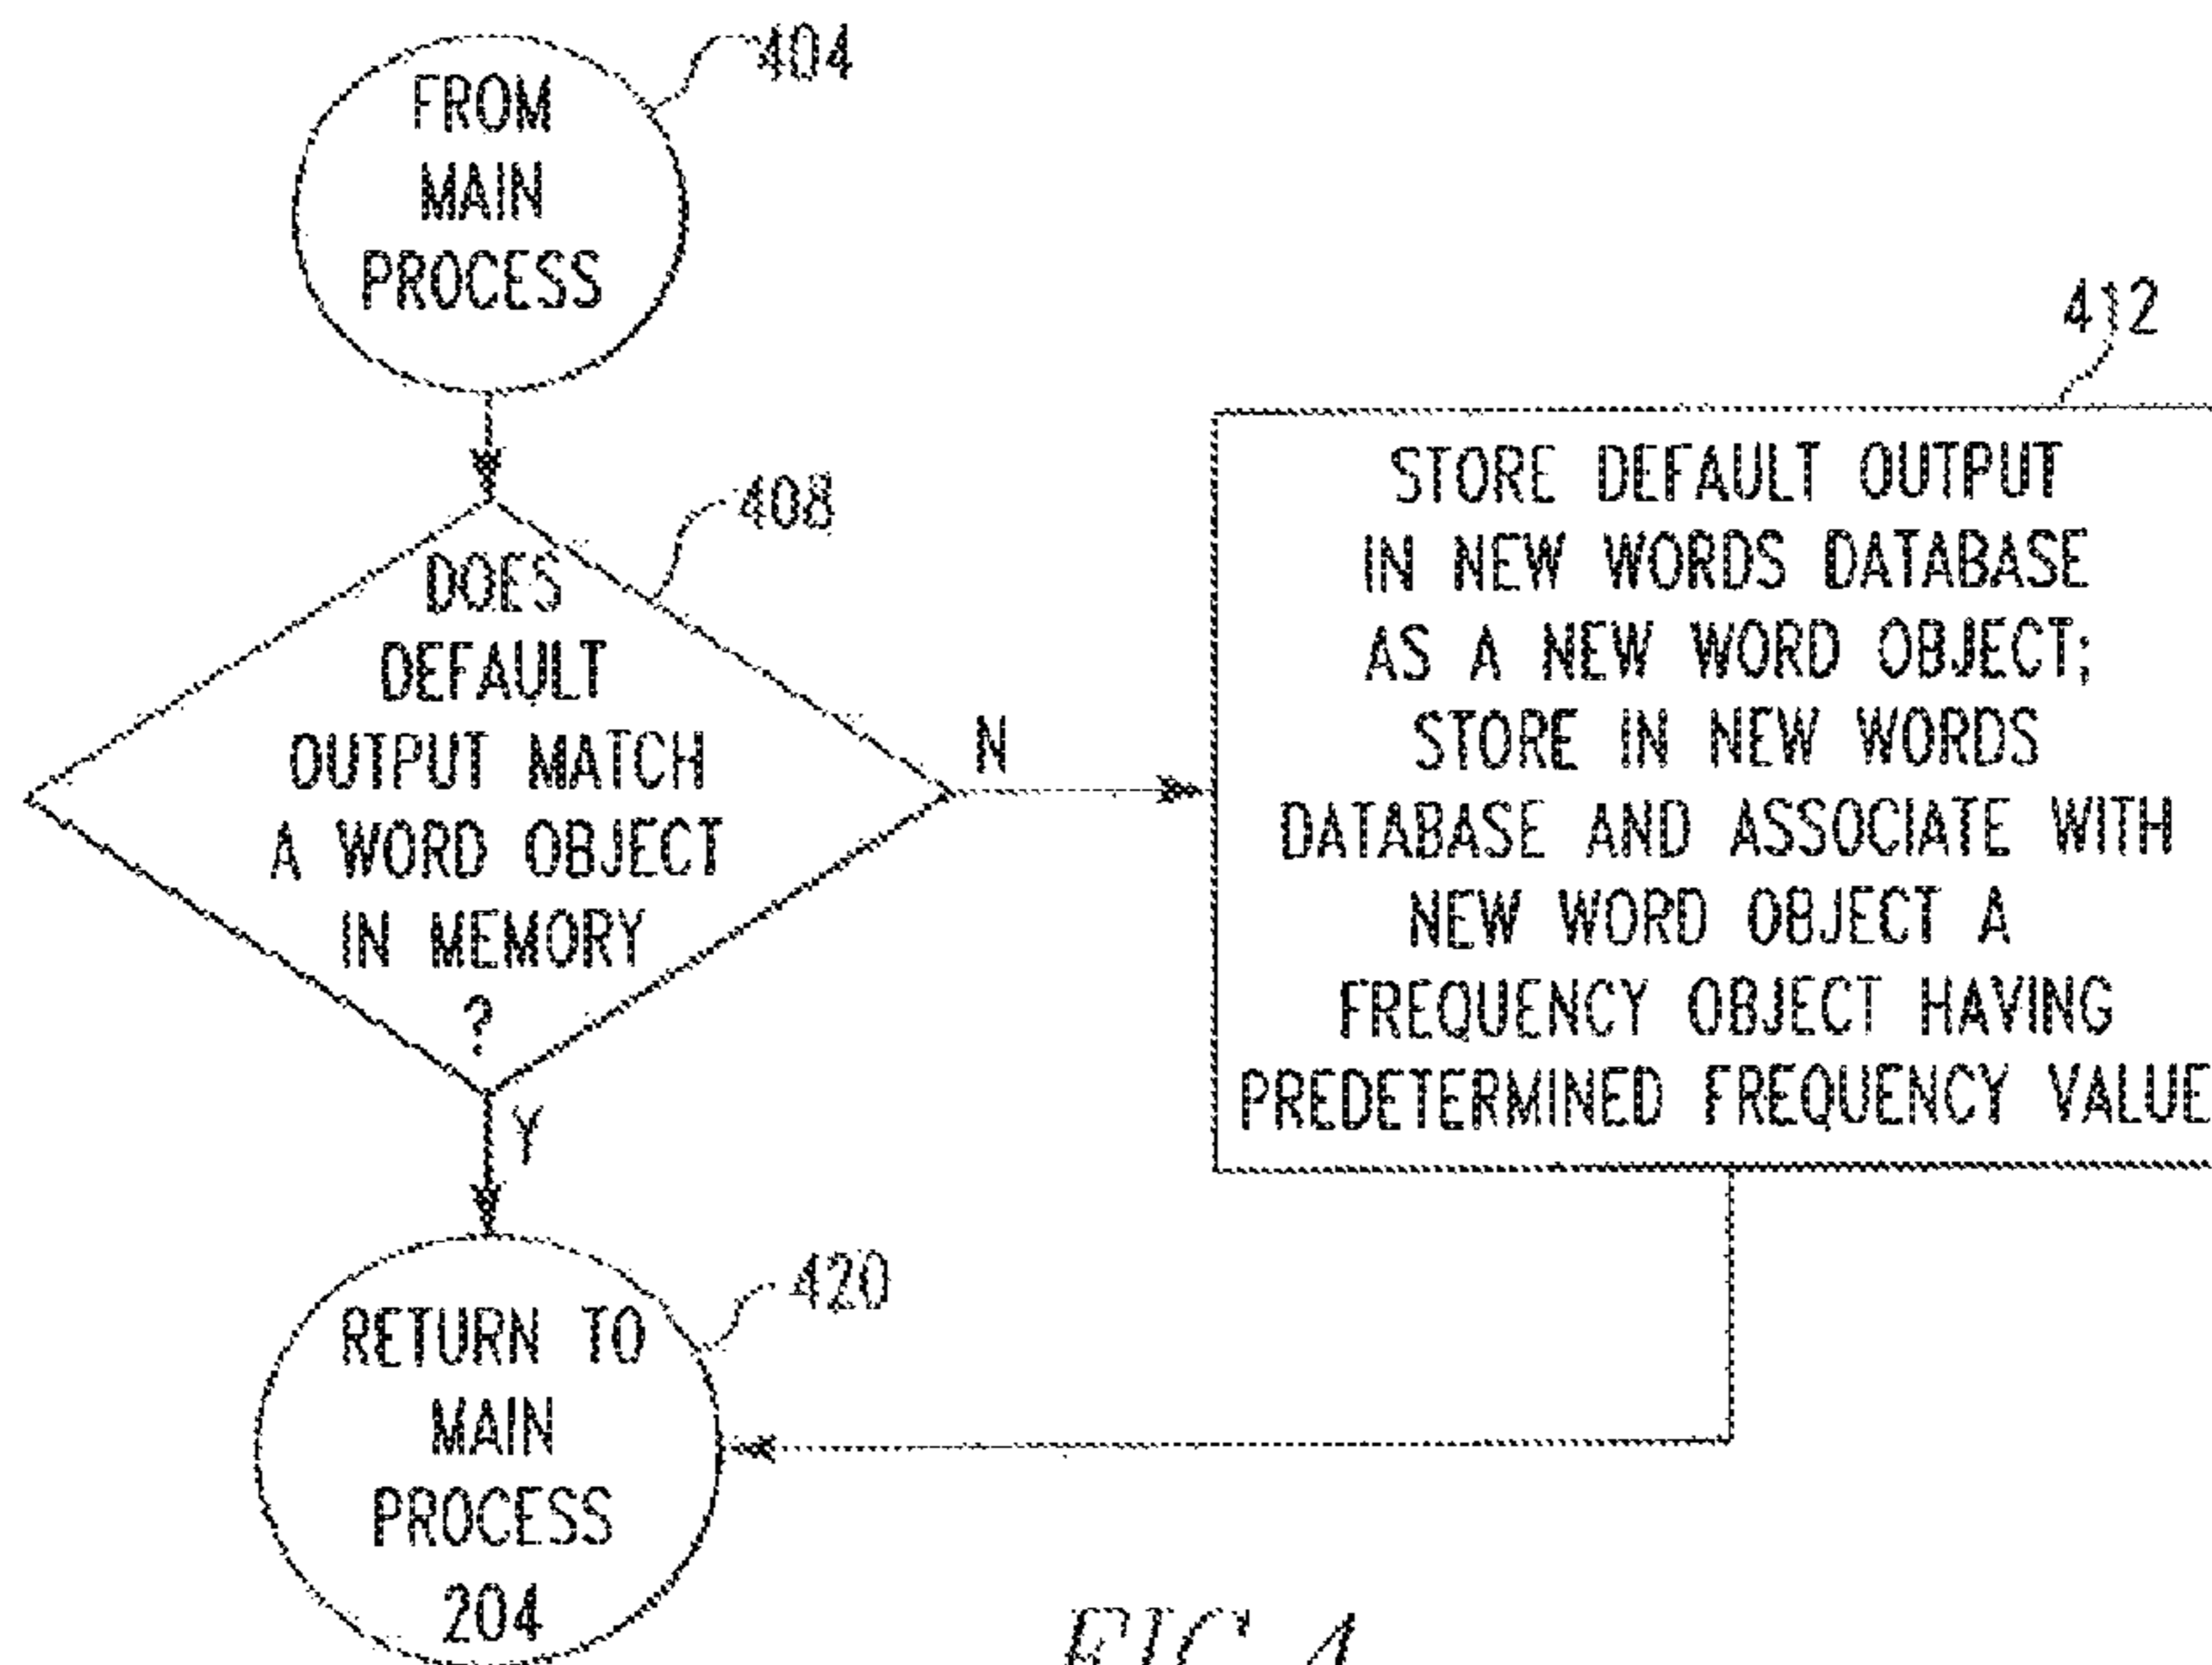 404
FROM
MAIN
PROCESS
408
DOES
DEFAULT
OUTPUT MATCH
A WORD OBJECT
IN MEMORY
?
N
Y
412
STORE DEFAULT OUTPUT
IN NEW WORDS DATABASE
AS A NEW WORD OBJECT;
STORE IN NEW WORDS
DATABASE AND ASSOCIATE WITH
NEW WORD OBJECT A
FREQUENCY OBJECT HAVING
PREDETERMINED FREQUENCY VALUE
420
RETURN TO
MAIN
PROCESS
204
FIG. 4